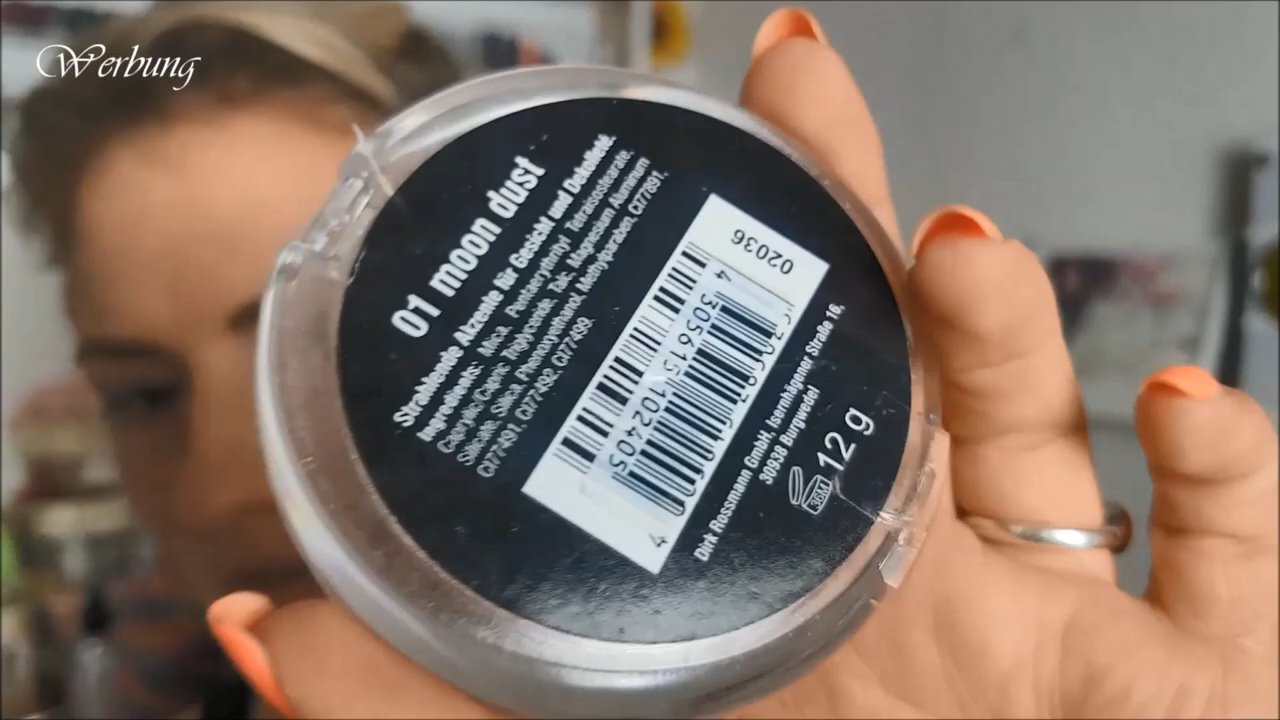 Werbung
01 moon dust
Strahlende Akzente für Gesicht und Dekolleté.
Ingredients: Mica, Pentaerythrityl Tetraisostearate,
Caprylic/Capric Triglyceride, Talc, Magnesium Aluminum
Silicate, Silica, Phenoxyethanol, Methylparaben, CI77891,
CI77491, CI77492, CI77499.
02036
4 305615 102405
4
Dirk Rossmann GmbH, Isernhägener Straße 16,
30938 Burgwedel
36M
12 g